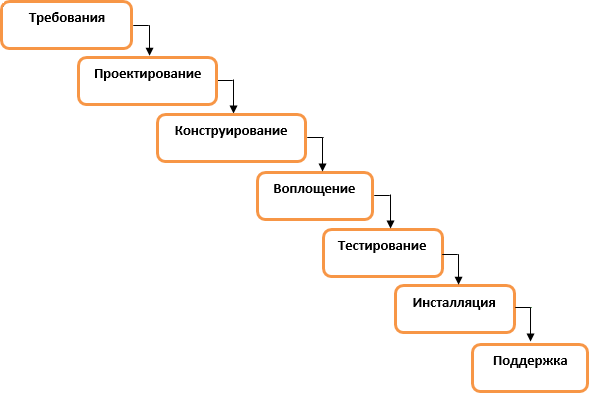 Требования
Проектирование
Конструирование
Воплощение
Тестирование
Инсталляция
Поддержка